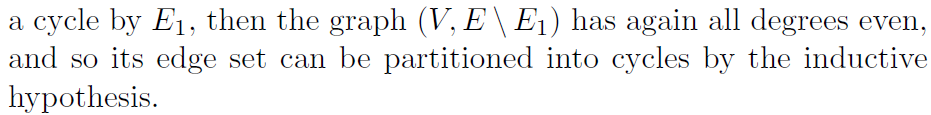 a cycle by E₁, then the graph (V, E \ E₁) has again all degrees even,
and so its edge set can be partitioned into cycles by the inductive
hypothesis.